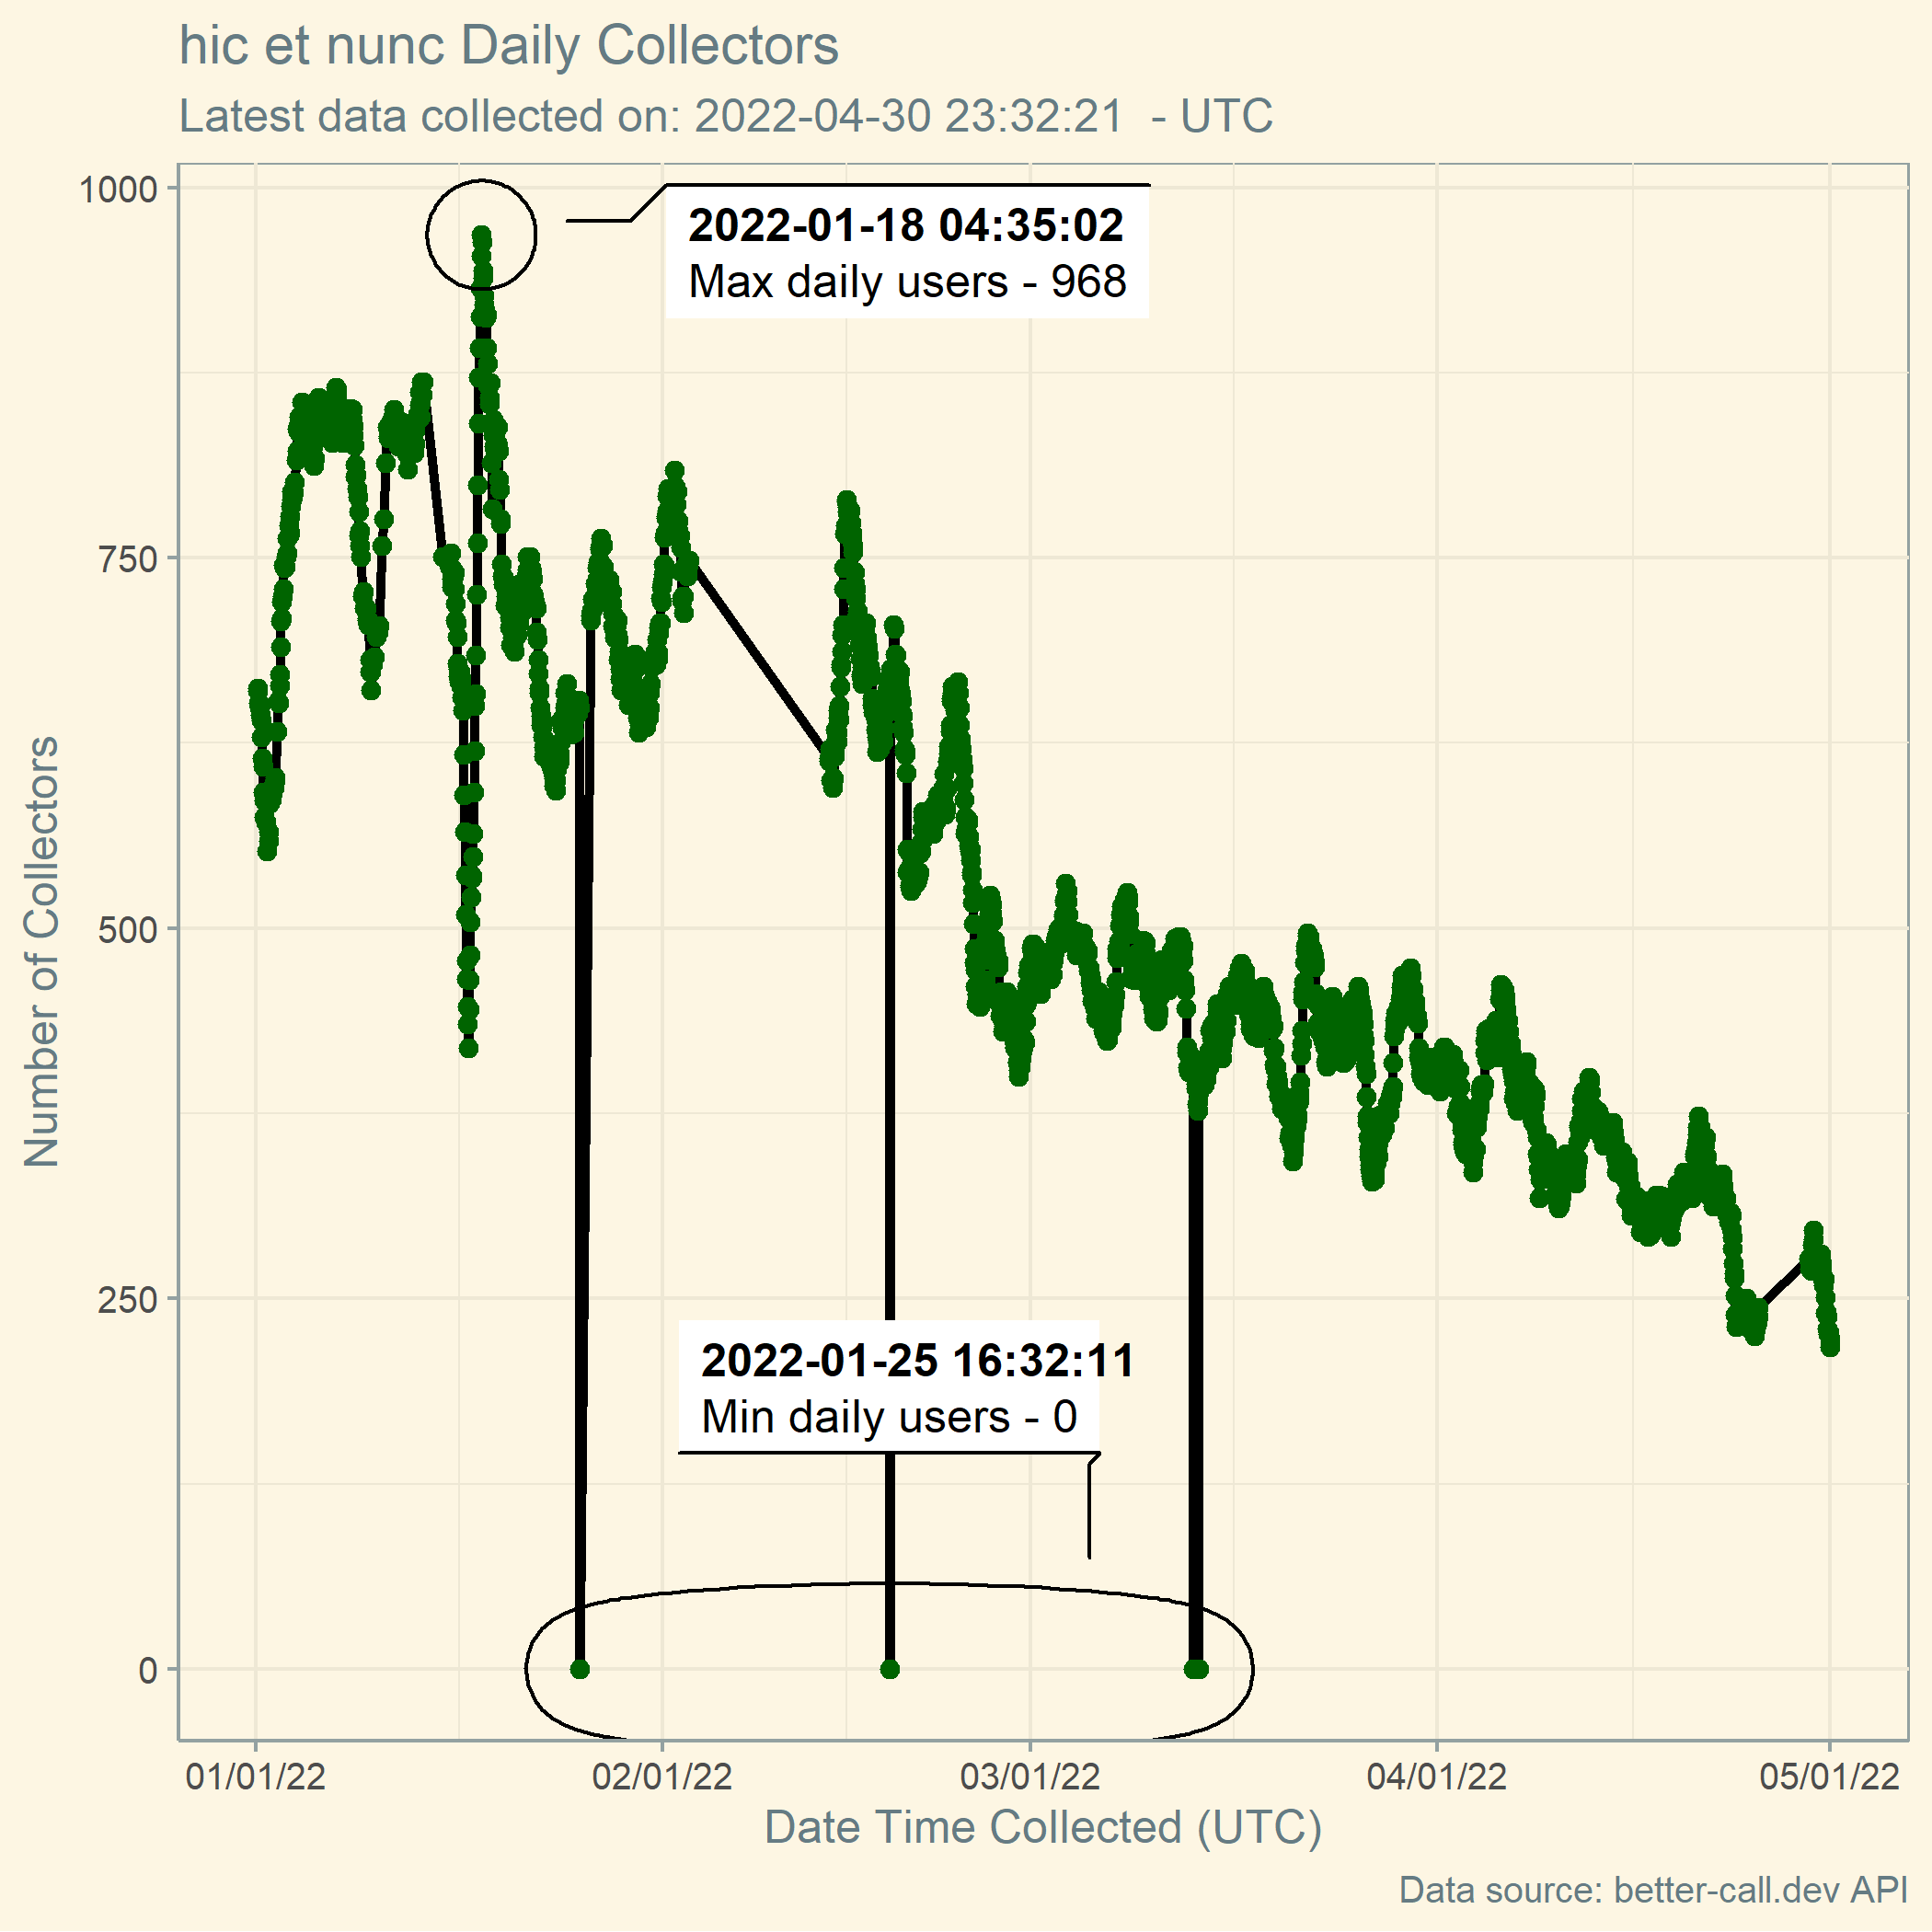 hic et nunc Daily Collectors
Latest data collected on: 2022-04-30 23:32:21  - UTC
Number of Collectors
1000
750
500
250
0
2022-01-18 04:35:02
Max daily users - 968
2022-01-25 16:32:11
Min daily users - 0
01/01/22
02/01/22
03/01/22
04/01/22
05/01/22
Date Time Collected (UTC)
Data source: better-call.dev API